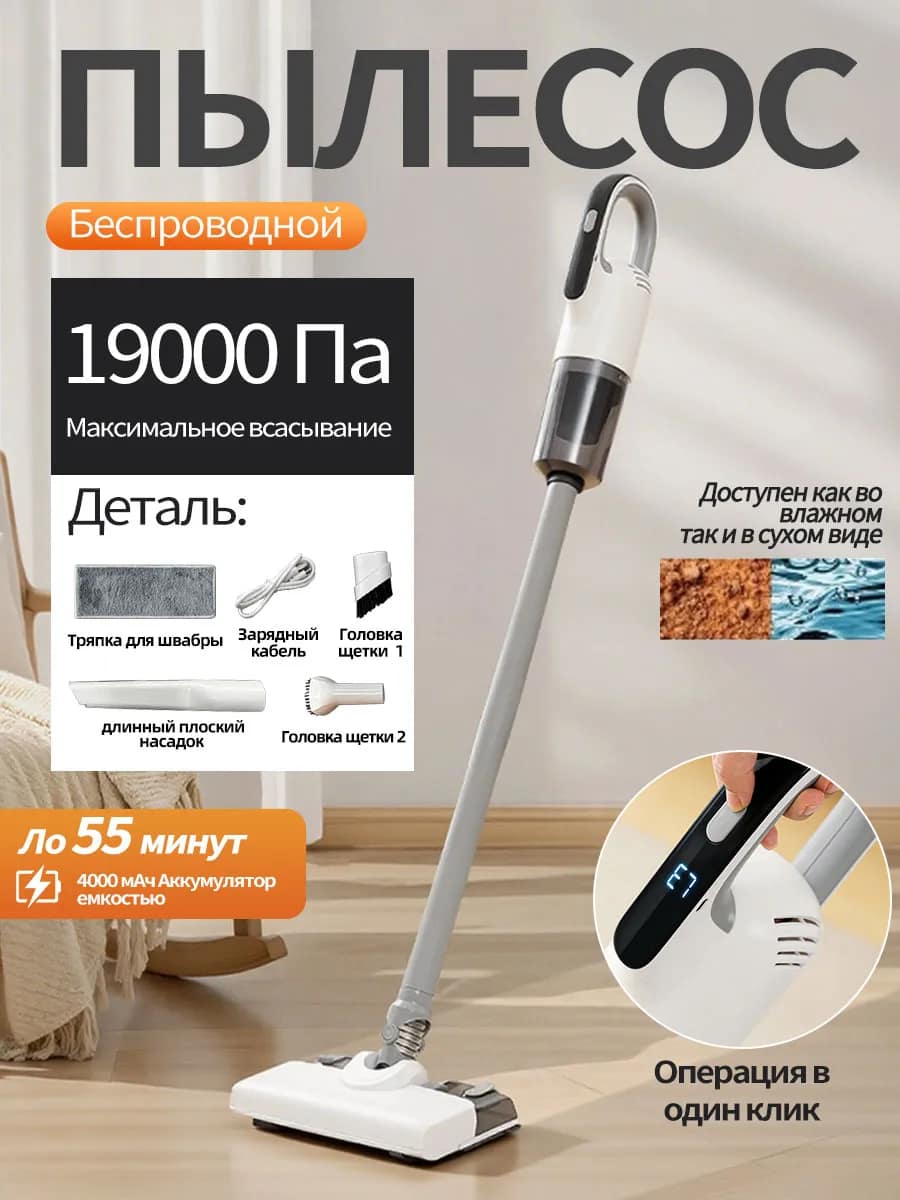 ПЫЛЕСОС
Беспроводной
19000 Па
Максимальное всасывание
Деталь:
Тряпка для швабры
Зарядный
кабель
Головка
щетки 1
длинный плоский
насадок
Головка щетки 2
Доступен как во
влажном
так и в сухом виде
Ло 55 минут
4000 мАч Аккумулятор
емкостью
Операция в
один клик